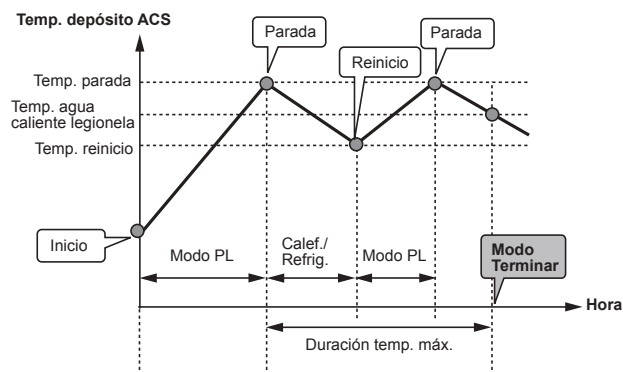 Temp. depósito ACS
Parada
Parada
Reinicio
Temp. parada
Temp. agua
caliente legionela
Temp. reinicio
Inicio
Modo PL
Calef./
Refrig.
Modo PL
Modo
Terminar
Hora
Duración temp. máx.